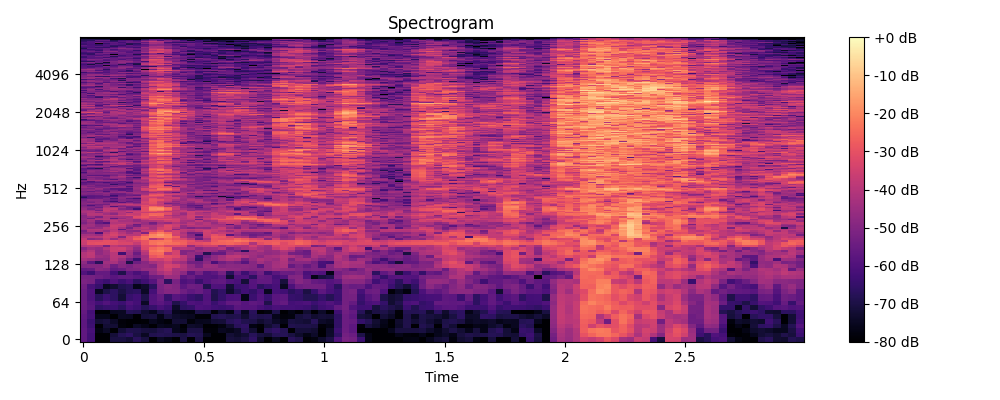 Spectrogram
Hz
4096
2048
1024
512
256
128
64
0
0
0.5
1
1.5
2
2.5
Time
+0 dB
-10 dB
-20 dB
-30 dB
-40 dB
-50 dB
-60 dB
-70 dB
-80 dB